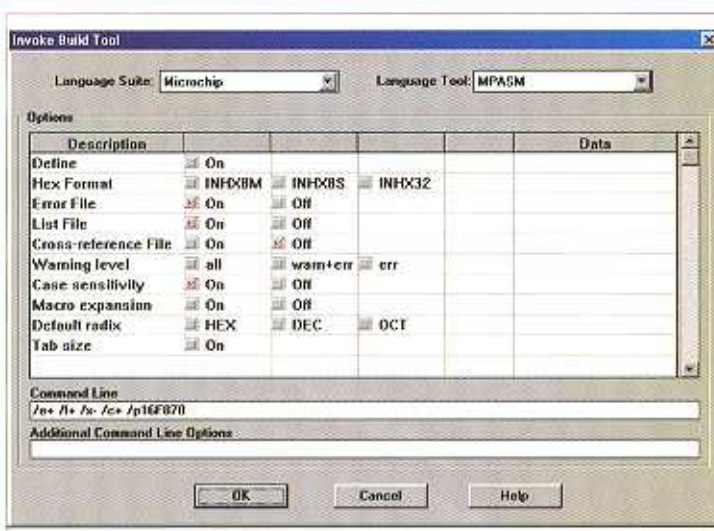 Invoke Build Tool
Language Suite: Microchip Language Tool: MPASM
Options
Description Data
Define On
Hex Format INHX8M INHX8S INHX32
Error File On Off
List File On Off
Cross-reference File On Off
Warning level all warn+err err
Case sensitivity On Off
Macro expansion On Off
Default radix HEX DEC OCT
Tab size On
Command Line
/e+ /l+ /x- /c+ /p16F870
Additional Command Line Options
OK Cancel Help